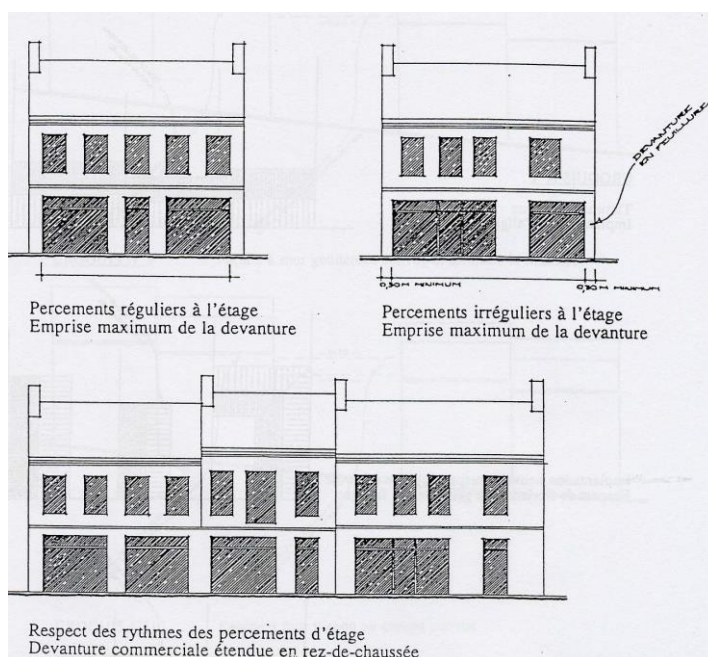 DEVANTURE
EN FEUILLURE
0,30 M MINIMUM
0,30 M MINIMUM
Percements réguliers à l'étage
Emprise maximum de la devanture
Percements irréguliers à l'étage
Emprise maximum de la devanture
Respect des rythmes des percements d'étage
Devanture commerciale étendue en rez-de-chaussée